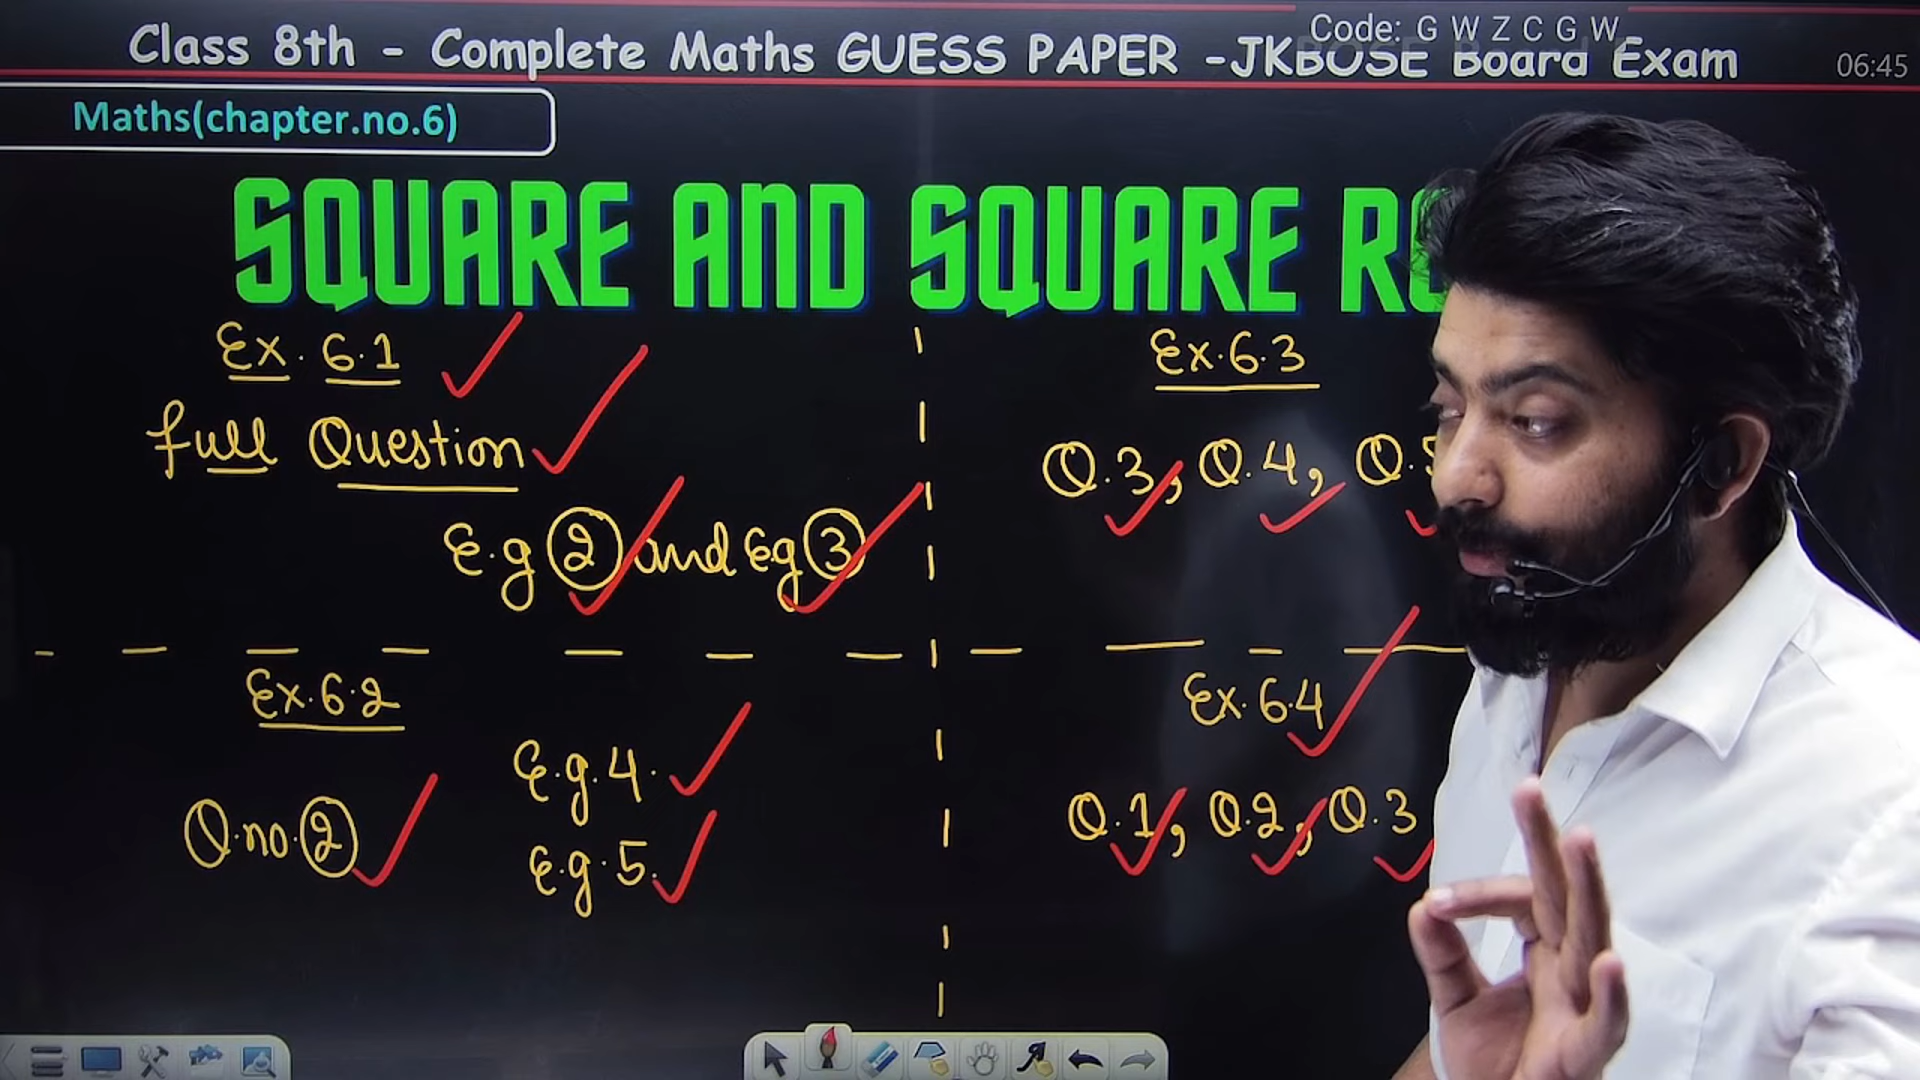 Code: G W Z C G W
Class 8th - Complete Maths GUESS PAPER -JKBOSE Board Exam
06:45
Maths(chapter.no.6)
SQUARE AND SQUARE
Ex. 6.1
full Question
E.g 2 and Eg 3
Ex.6.2
Q.no.2
E.g.4.
E.g.5.
Ex.6.3
Q.3, Q.4,
Ex.6.4
Q.1, Q.2, Q.3